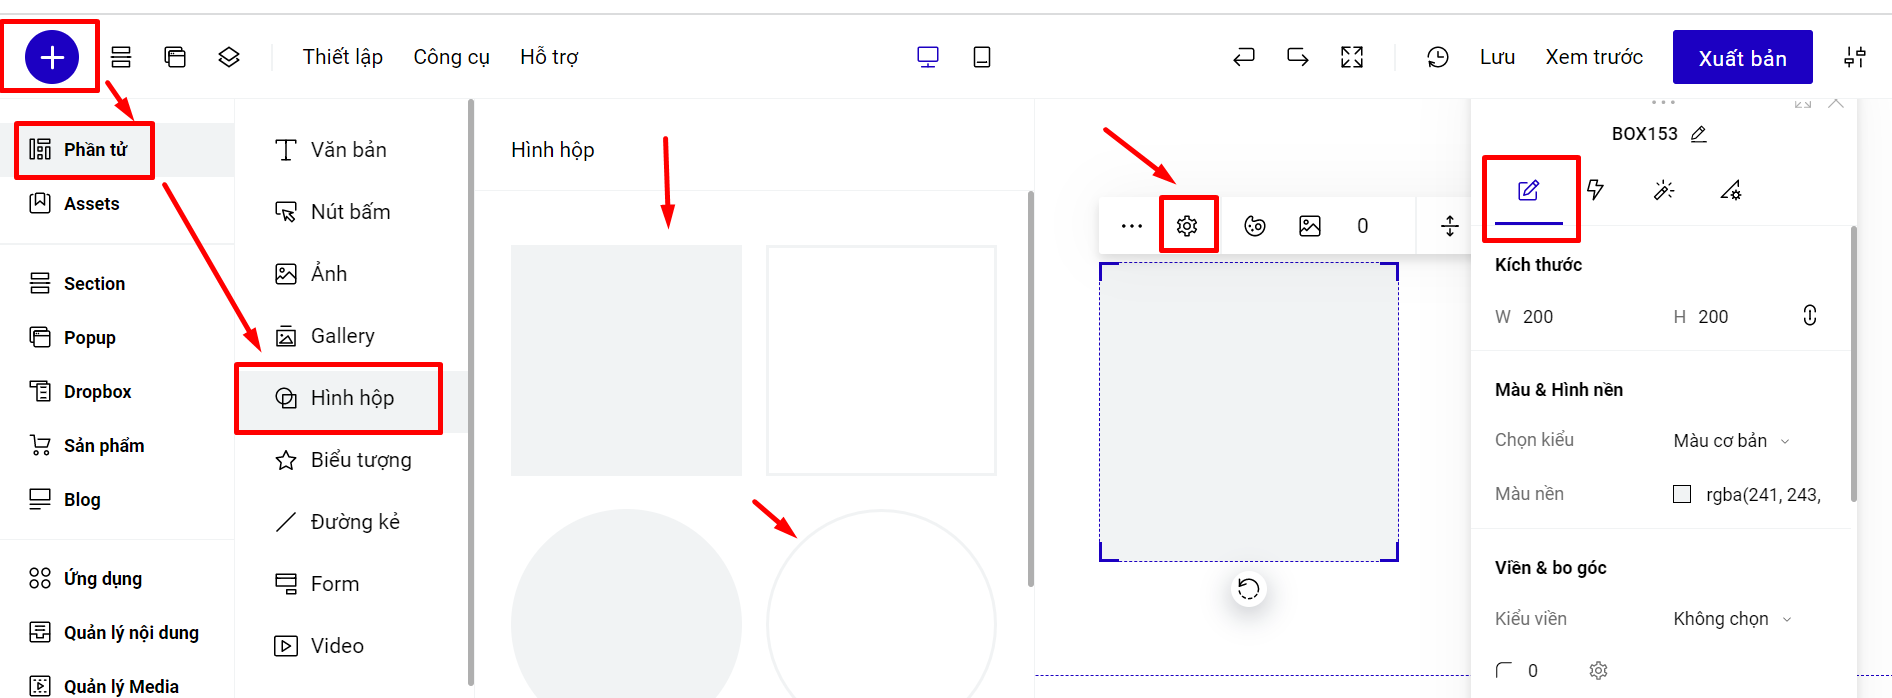 Thiết lập
Công cụ
Hỗ trợ
Lưu
Xem trước
Xuất bản
Phần tử
Assets
Section
Popup
Dropbox
Sản phẩm
Blog
Ứng dụng
Quản lý nội dung
Quản lý Media
Văn bản
Nút bấm
Ảnh
Gallery
Hình hộp
Biểu tượng
Đường kẻ
Form
Video
Hình hộp
0
BOX153
Kích thước
W 200
H 200
Màu & Hình nền
Chọn kiểu
Màu cơ bản
Màu nền
rgba(241, 243,
Viền & bo góc
Kiểu viền
Không chọn
0